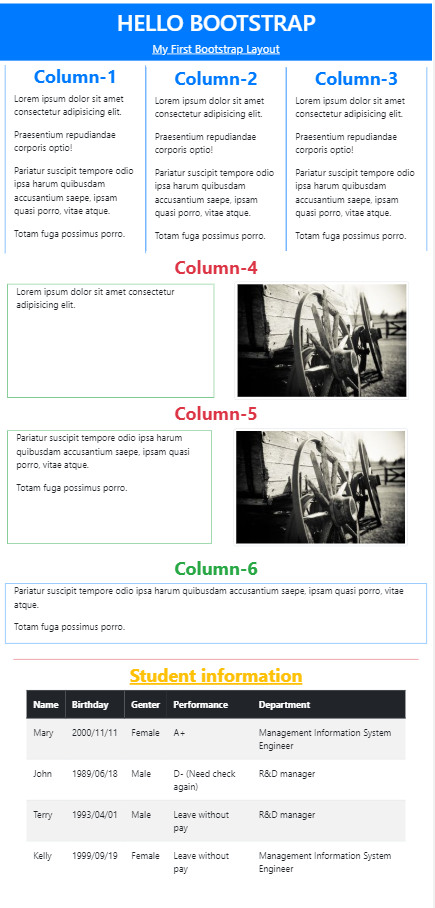 HELLO BOOTSTRAP
My First Bootstrap Layout
Column-1
Lorem ipsum dolor sit amet
consectetur adipisicing elit.
Praesentium repudiandae
corporis optio!
Pariatur suscipit tempore odio
ipsa harum quibusdam
accusantium saepe, ipsam
quasi porro, vitae atque.
Totam fuga possimus porro.
Column-2
Lorem ipsum dolor sit amet
consectetur adipisicing elit.
Praesentium repudiandae
corporis optio!
Pariatur suscipit tempore odio
ipsa harum quibusdam
accusantium saepe, ipsam
quasi porro, vitae atque.
Totam fuga possimus porro.
Column-3
Lorem ipsum dolor sit amet
consectetur adipisicing elit.
Praesentium repudiandae
corporis optio!
Pariatur suscipit tempore odio
ipsa harum quibusdam
accusantium saepe, ipsam
quasi porro, vitae atque.
Totam fuga possimus porro.
Column-4
Lorem ipsum dolor sit amet consectetur
adipisicing elit.
Column-5
Pariatur suscipit tempore odio ipsa harum
quibusdam accusantium saepe, ipsam quasi
porro, vitae atque.
Totam fuga possimus porro.
Column-6
Pariatur suscipit tempore odio ipsa harum quibusdam accusantium saepe, ipsam quasi porro, vitae
atque.
Totam fuga possimus porro.
Student information
Name Birthday Genter Performance Department
Mary 2000/11/11 Female A+ Management Information System
Engineer
John 1989/06/18 Male D- (Need check R&D manager
again)
Terry 1993/04/01 Male Leave without R&D manager
pay
Kelly 1999/09/19 Female Leave without Management Information System
pay Engineer